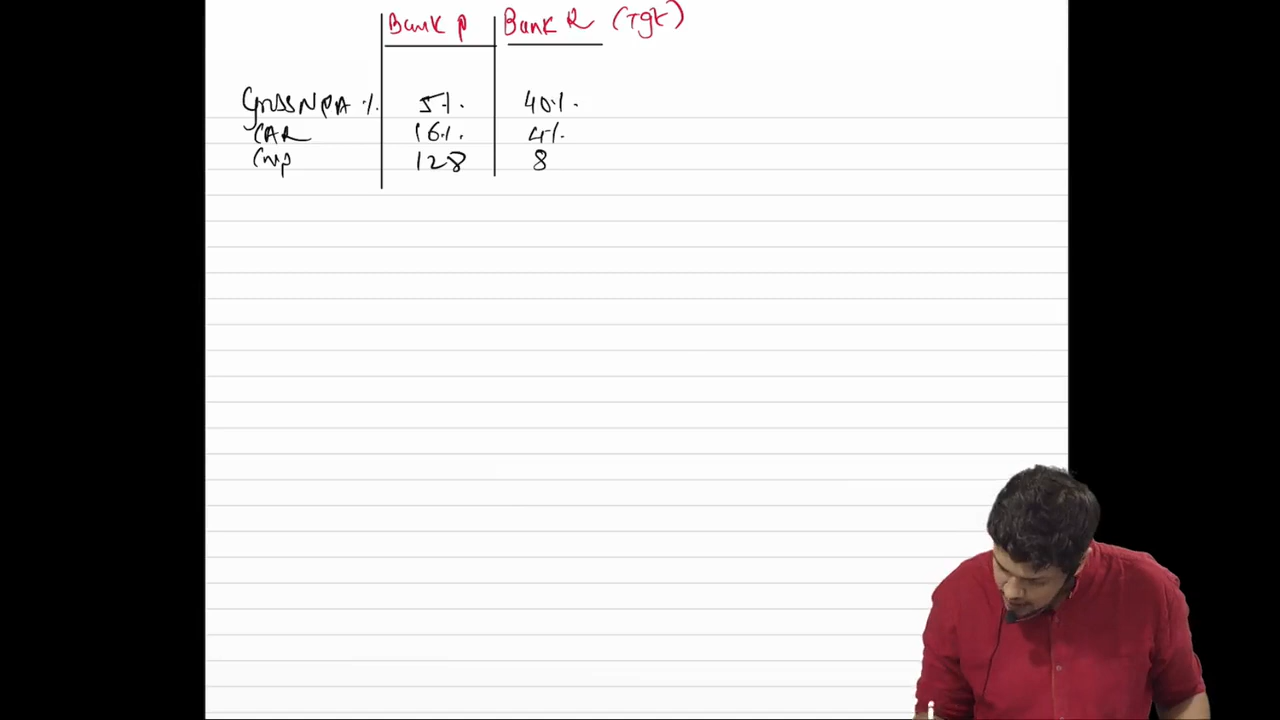 Bank P Bank R (Tgt)
Gross NPA % 5% 40%
CAR 16% 4%
CMP 128 8